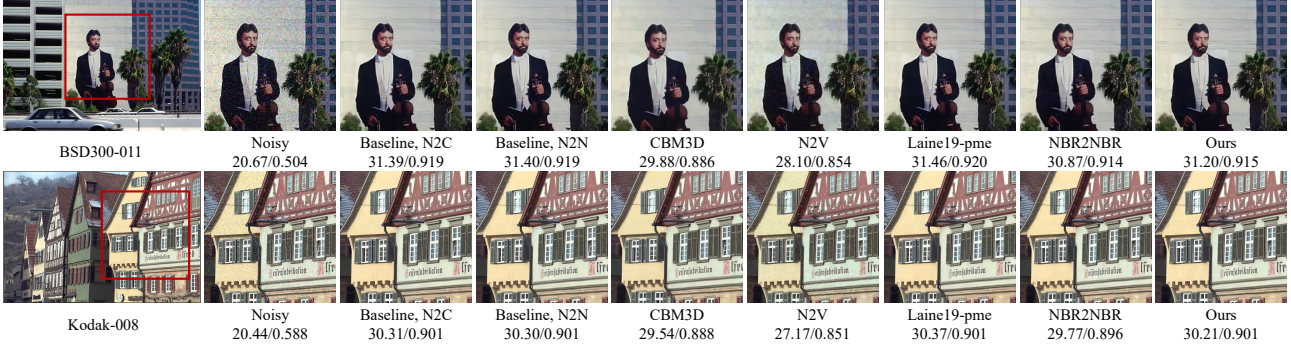 BSD300-011
Noisy
20.67/0.504
Baseline, N2C
31.39/0.919
Baseline, N2N
31.40/0.919
CBM3D
29.88/0.886
N2V
28.10/0.854
Laine19-pme
31.46/0.920
NBR2NBR
30.87/0.914
Ours
31.20/0.915
Kodak-008
Noisy
20.44/0.588
Baseline, N2C
30.31/0.901
Baseline, N2N
30.30/0.901
CBM3D
29.54/0.888
N2V
27.17/0.851
Laine19-pme
30.37/0.901
NBR2NBR
29.77/0.896
Ours
30.21/0.901